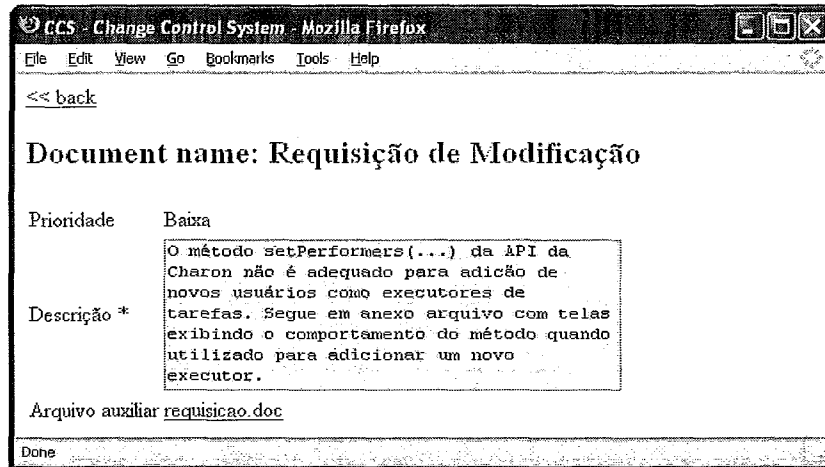 CCS - Change Control System - Mozilla Firefox
File Edit View Go Bookmarks Tools Help
<< back
Document name: Requisição de Modificação
Prioridade Baixa
Descrição *
O método setPerformers(...) da API da
Charon não é adequado para adicão de
novos usuários como executores de
tarefas. Segue em anexo arquivo com telas
exibindo o comportamento do método quando
utilizado para adicionar um novo
executor.
Arquivo auxiliar requisicao.doc
Done